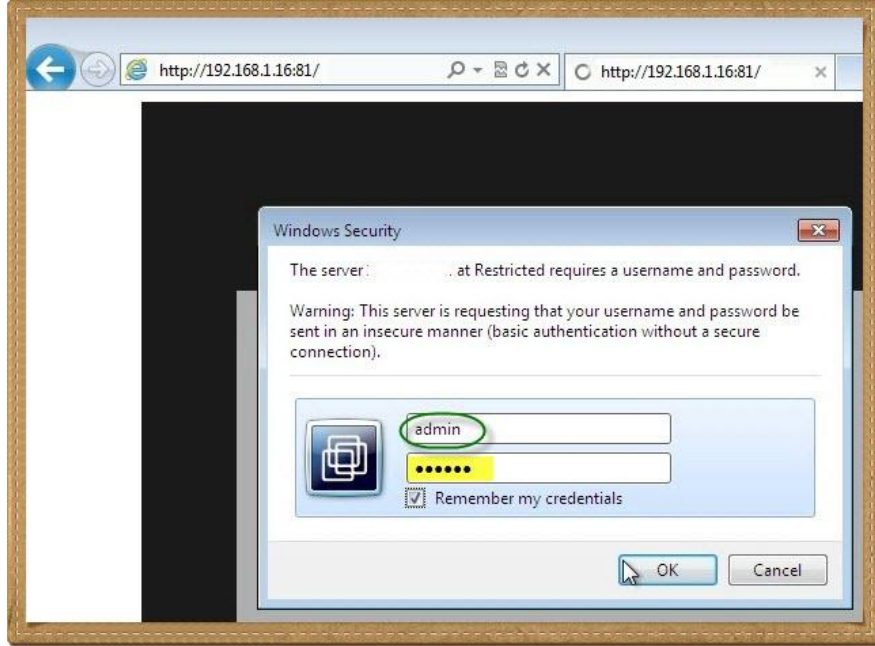 http://192.168.1.16:81/
http://192.168.1.16:81/
Windows Security
The server : . at Restricted requires a username and password.
Warning: This server is requesting that your username and password be
sent in an insecure manner (basic authentication without a secure
connection).
admin
••••••
Remember my credentials
OK
Cancel